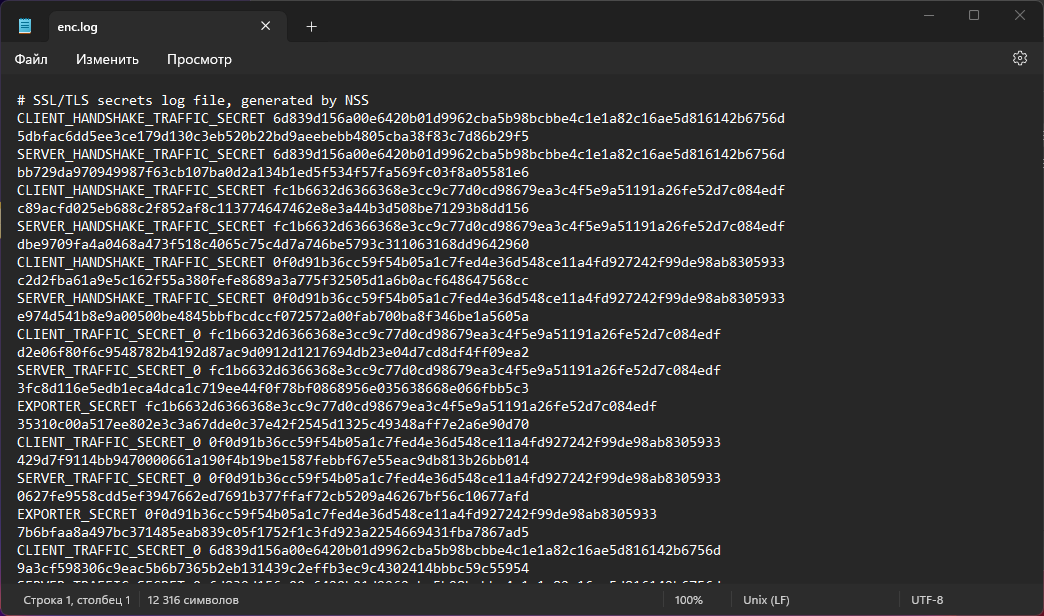 enc.log
Файл Изменить Просмотр
# SSL/TLS secrets log file, generated by NSS
CLIENT_HANDSHAKE_TRAFFIC_SECRET 6d839d156a00e6420b01d9962cba5b98bcbbe4c1e1a82c16ae5d816142b6756d
5dbfac6dd5ee3ce179d130c3eb520b22bd9aeebebb4805cba38f83c7d86b29f5
SERVER_HANDSHAKE_TRAFFIC_SECRET 6d839d156a00e6420b01d9962cba5b98bcbbe4c1e1a82c16ae5d816142b6756d
bb729da970949987f63cb107ba0d2a134b1ed5f534f57fa569fc03f8a05581e6
CLIENT_HANDSHAKE_TRAFFIC_SECRET fc1b6632d6366368e3cc9c77d0cd98679ea3c4f5e9a51191a26fe52d7c084edf
c89acfd025eb688c2f852af8c113774647462e8e3a44b3d508be71293b8dd156
SERVER_HANDSHAKE_TRAFFIC_SECRET fc1b6632d6366368e3cc9c77d0cd98679ea3c4f5e9a51191a26fe52d7c084edf
dbe9709fa4a0468a473f518c4065c75c4d7a746be5793c311063168dd9642960
CLIENT_HANDSHAKE_TRAFFIC_SECRET 0f0d91b36cc59f54b05a1c7fed4e36d548ce11a4fd927242f99de98ab8305933
c2d2fba61a9e5c162f55a380fefe8689a3a775f32505d1a6b0acf648647568cc
SERVER_HANDSHAKE_TRAFFIC_SECRET 0f0d91b36cc59f54b05a1c7fed4e36d548ce11a4fd927242f99de98ab8305933
e974d541b8e9a00500be4845bbfbcdccf072572a00fab700ba8f346be1a5605a
CLIENT_TRAFFIC_SECRET_0 fc1b6632d6366368e3cc9c77d0cd98679ea3c4f5e9a51191a26fe52d7c084edf
d2e06f80f6c9548782b4192d87ac9d0912d1217694db23e04d7cd8df4ff09ea2
SERVER_TRAFFIC_SECRET_0 fc1b6632d6366368e3cc9c77d0cd98679ea3c4f5e9a51191a26fe52d7c084edf
3fc8d116e5edb1eca4dca1c719ee44f0f78bf0868956e035638668e066fbb5c3
EXPORTER_SECRET fc1b6632d6366368e3cc9c77d0cd98679ea3c4f5e9a51191a26fe52d7c084edf
35310c00a517ee802e3c3a67dde0c37e42f2545d1325c49348aff7e2a6e90d70
CLIENT_TRAFFIC_SECRET_0 0f0d91b36cc59f54b05a1c7fed4e36d548ce11a4fd927242f99de98ab8305933
429d7f9114bb9470000661a190f4b19be1587febbf67e55eac9db813b26bb014
SERVER_TRAFFIC_SECRET_0 0f0d91b36cc59f54b05a1c7fed4e36d548ce11a4fd927242f99de98ab8305933
0627fe9558cdd5ef3947662ed7691b377ffaf72cb5209a46267bf56c10677afd
EXPORTER_SECRET 0f0d91b36cc59f54b05a1c7fed4e36d548ce11a4fd927242f99de98ab8305933
7b6bfaa8a497bc371485eab839c05f1752f1c3fd923a2254669431fba7867ad5
CLIENT_TRAFFIC_SECRET_0 6d839d156a00e6420b01d9962cba5b98bcbbe4c1e1a82c16ae5d816142b6756d
9a3cf598306c9eac5b6b7365b2eb131439c2effb3ec9c4302414bbbc59c55954
Строка 1, столбец 1 12 316 символов 100% Unix (LF) UTF-8